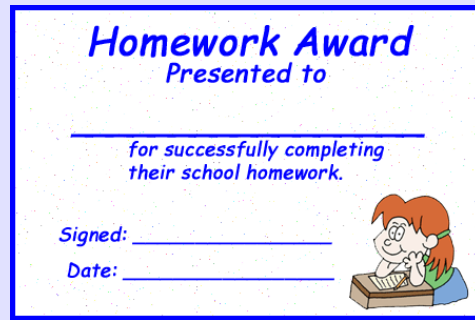 Homework Award
Presented to
for successfully completing
their school homework.
Signed:
Date: